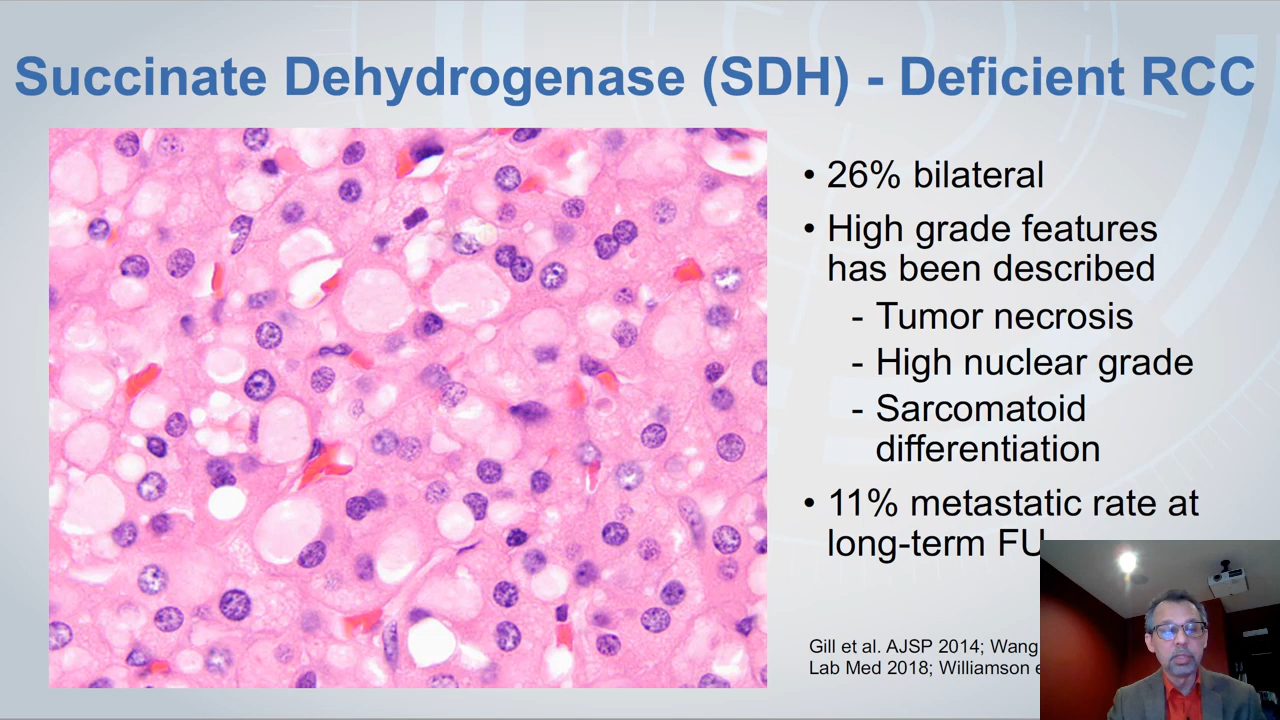 Succinate Dehydrogenase (SDH) - Deficient RCC
• 26% bilateral
• High grade features
has been described
- Tumor necrosis
- High nuclear grade
- Sarcomatoid
differentiation
• 11% metastatic rate at
long-term FU
Gill et al. AJSP 2014; Wang
Lab Med 2018; Williamson